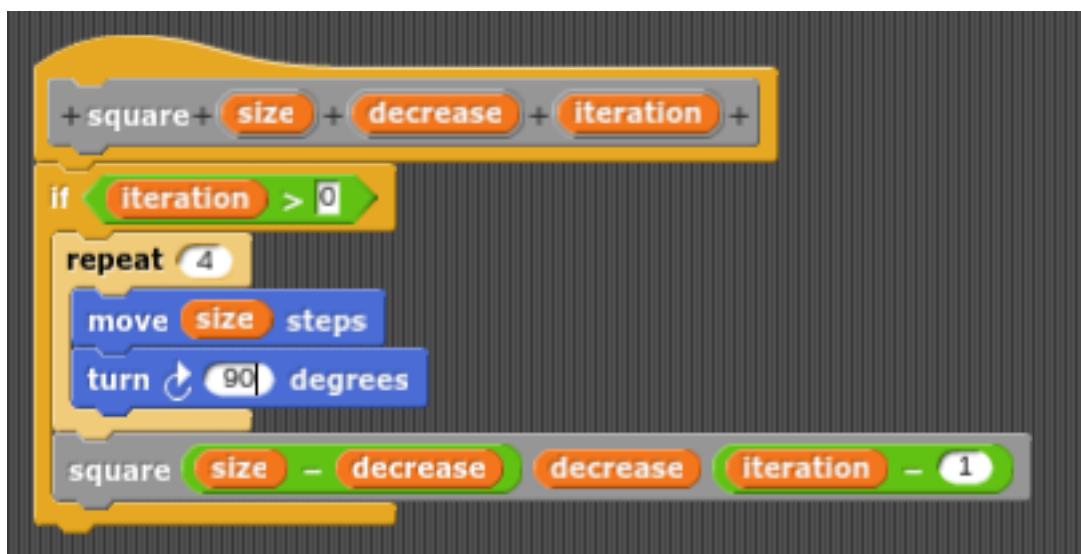 + square + size + decrease + iteration +
if iteration > 0
repeat 4
move size steps
turn 90 degrees
square size - decrease decrease iteration - 1